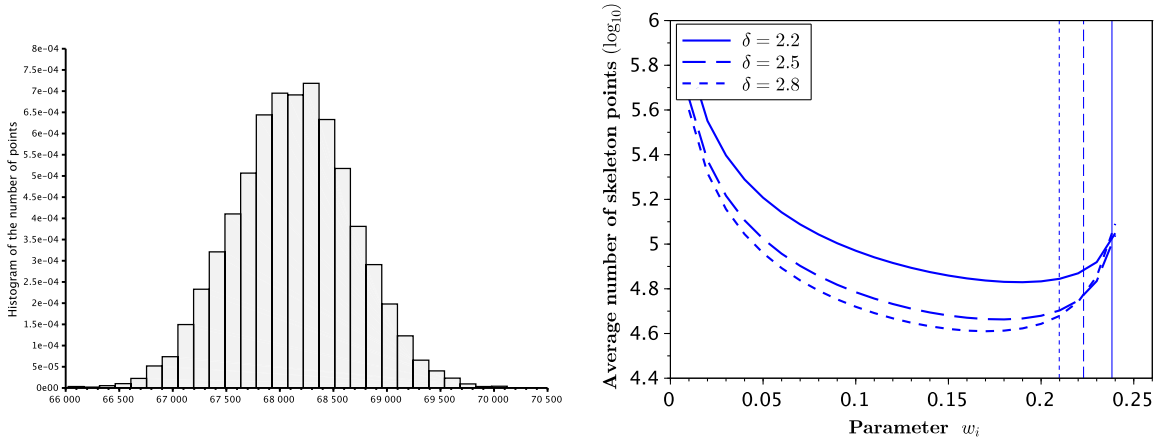 Histogram of the number of points
8e-04
7.5e-04
7e-04
6.5e-04
6e-04
5.5e-04
5e-04
4.5e-04
4e-04
3.5e-04
3e-04
2.5e-04
2e-04
1.5e-04
1e-04
5e-05
0e00
66 000 66 500 67 000 67 500 68 000 68 500 69 000 69 500 70 000 70 500
Average number of skeleton points (log10)
6
5.8
5.6
5.4
5.2
5
4.8
4.6
4.4
δ = 2.2
δ = 2.5
δ = 2.8
0 0.05 0.1 0.15 0.2 0.25
Parameter wi